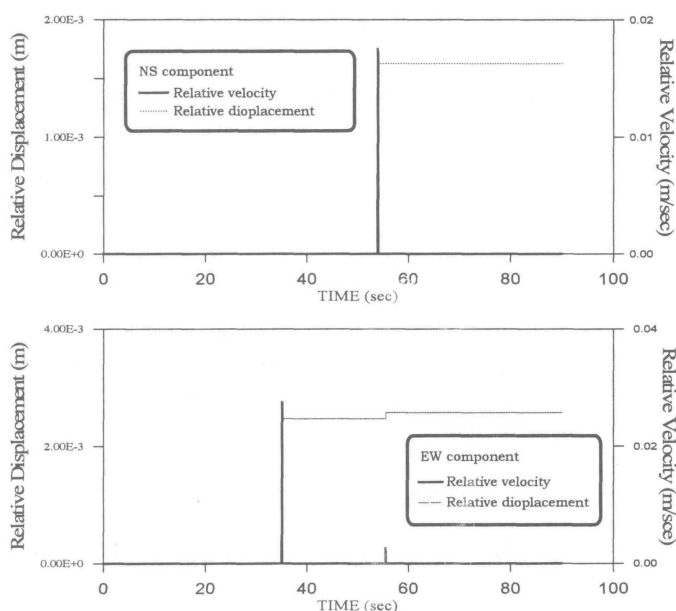 Relative Displacement (m)
2.00E-3
1.00E-3
0.00E+0
NS component
Relative velocity
Relative dioplacement
0.02
0.01
0.00
Relative Velocity (m/sec)
0 20 40 60 80 100
TIME (sec)
Relative Displacement (m)
4.00E-3
2.00E-3
0.00E+0
EW component
Relative velocity
Relative dioplacement
0.04
0.02
0.00
Relative Velocity (m/sce)
0 20 40 60 80 100
TIME (sec)